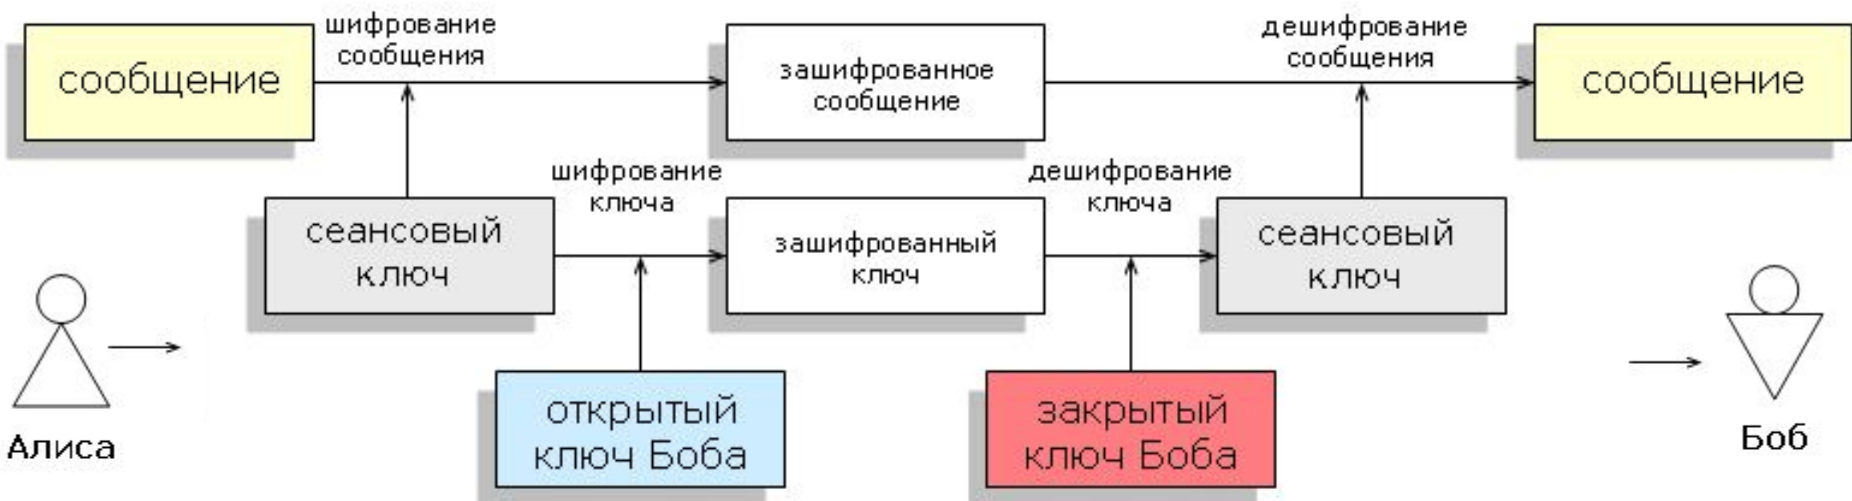 шифрование
сообщения
дешифрование
сообщения
сообщение
зашифрованное
сообщение
сообщение
шифрование
ключа
дешифрование
ключа
сеансовый
ключ
зашифрованный
ключ
сеансовый
ключ
открытый
ключ Боба
закрытый
ключ Боба
Алиса
Боб